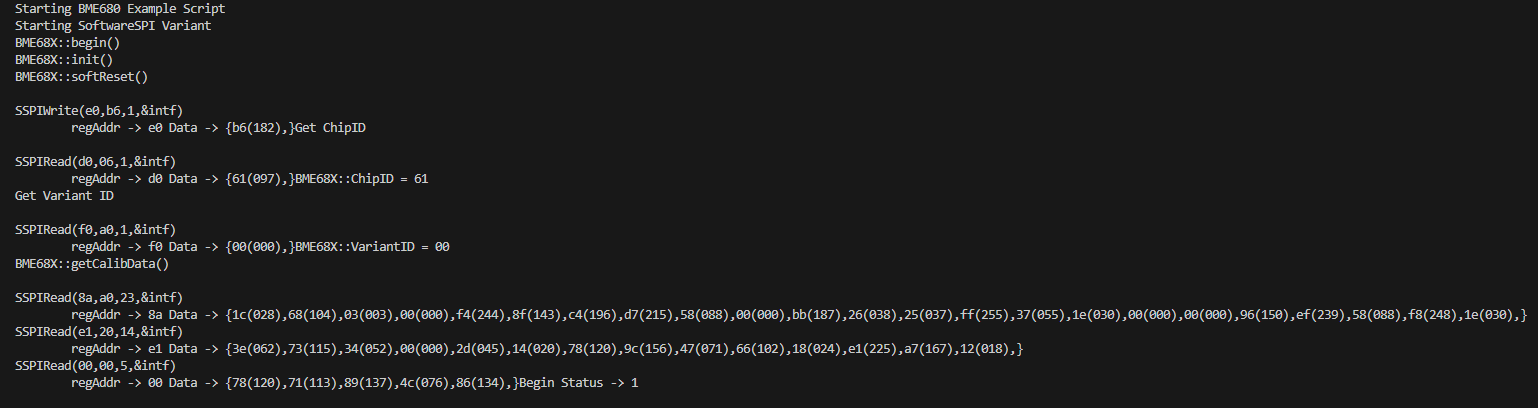 Starting BME680 Example Script
Starting SoftwareSPI Variant
BME68X::begin()
BME68X::init()
BME68X::softReset()
SSPIWrite(e0,b6,1,&intf)
regAddr -> e0 Data -> {b6(182),}Get ChipID
SSPIRead(d0,06,1,&intf)
regAddr -> d0 Data -> {61(097),}BME68X::ChipID = 61
Get Variant ID
SSPIRead(f0,a0,1,&intf)
regAddr -> f0 Data -> {00(000),}BME68X::VariantID = 00
BME68X::getCalibData()
SSPIRead(8a,a0,23,&intf)
regAddr -> 8a Data -> {1c(028),68(104),03(003),00(000),f4(244),8f(143),c4(196),d7(215),58(088),00(000),bb(187),26(038),25(037),ff(255),37(055),1e(030),00(000),00(000),96(150),ef(239),58(088),f8(248),1e(030),}
SSPIRead(e1,20,14,&intf)
regAddr -> e1 Data -> {3e(062),73(115),34(052),00(000),2d(045),14(020),78(120),9c(156),47(071),66(102),18(024),e1(225),a7(167),12(018),}
SSPIRead(00,00,5,&intf)
regAddr -> 00 Data -> {78(120),71(113),89(137),4c(076),86(134),}Begin Status -> 1